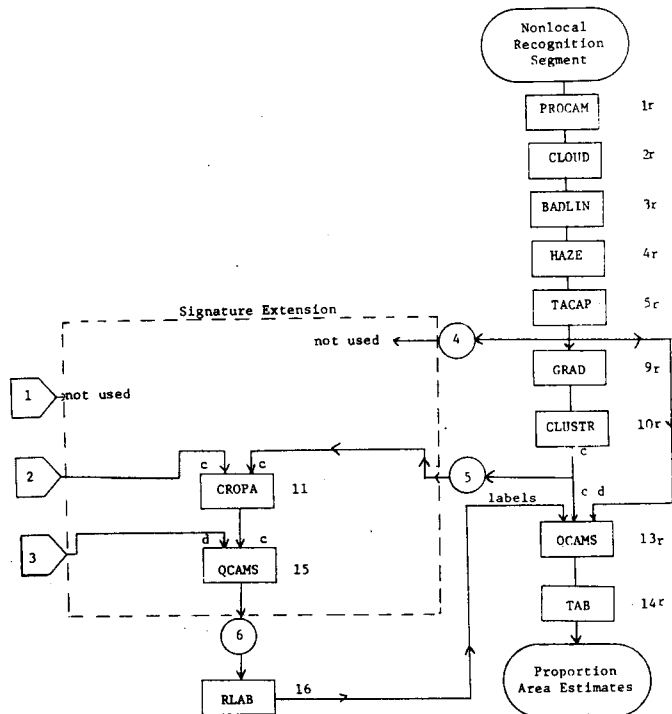 Nonlocal
Recognition
Segment
PROCAM 1r
CLOUD 2r
BADLIN 3r
HAZE 4r
TACAP 5r
Signature Extension
not used 4
GRAD 9r
1 not used
CLUSTR 10r
c
2 c c 5
CROPA 11
labels c d
3 d c
QCAMS 13r
QCAMS 15
TAB 14r
6
RLAB 16
Proportion
Area Estimates